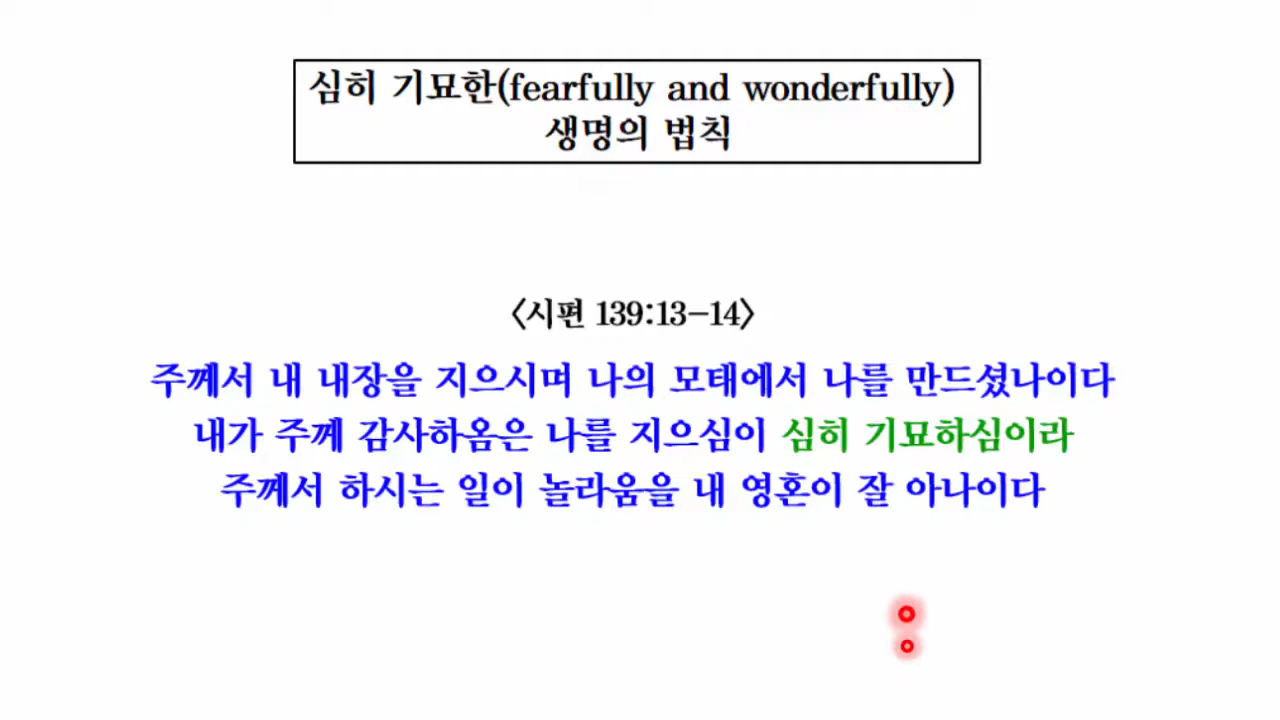 심히 기묘한(fearfully and wonderfully)
생명의 법칙
〈시편 139:13-14〉
주께서 내 내장을 지으시며 나의 모태에서 나를 만드셨나이다
내가 주께 감사하옴은 나를 지으심이 심히 기묘하심이라
주께서 하시는 일이 놀라움을 내 영혼이 잘 아나이다